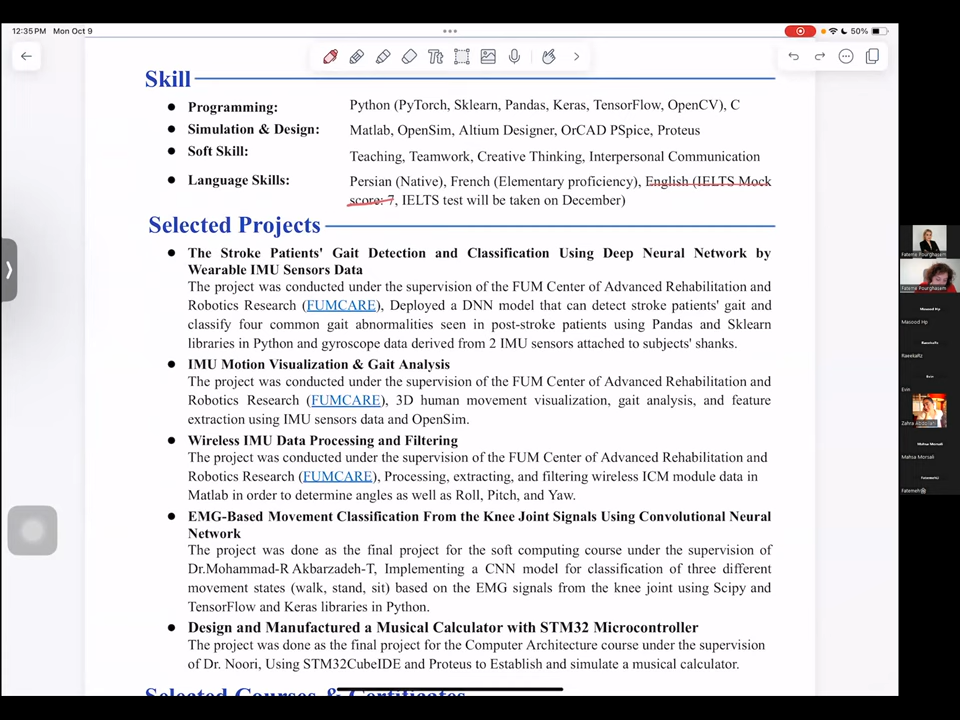 12:35 PM Mon Oct 9
50%
Tt
Skill
● Programming: Python (PyTorch, Sklearn, Pandas, Keras, TensorFlow, OpenCV), C
● Simulation & Design: Matlab, OpenSim, Altium Designer, OrCAD PSpice, Proteus
● Soft Skill: Teaching, Teamwork, Creative Thinking, Interpersonal Communication
● Language Skills: Persian (Native), French (Elementary proficiency), English (IELTS Mock
score: 7, IELTS test will be taken on December)
Selected Projects
● The Stroke Patients' Gait Detection and Classification Using Deep Neural Network by
Wearable IMU Sensors Data
The project was conducted under the supervision of the FUM Center of Advanced Rehabilitation and
Robotics Research (FUMCARE), Deployed a DNN model that can detect stroke patients' gait and
classify four common gait abnormalities seen in post-stroke patients using Pandas and Sklearn
libraries in Python and gyroscope data derived from 2 IMU sensors attached to subjects' shanks.
● IMU Motion Visualization & Gait Analysis
The project was conducted under the supervision of the FUM Center of Advanced Rehabilitation and
Robotics Research (FUMCARE), 3D human movement visualization, gait analysis, and feature
extraction using IMU sensors data and OpenSim.
● Wireless IMU Data Processing and Filtering
The project was conducted under the supervision of the FUM Center of Advanced Rehabilitation and
Robotics Research (FUMCARE), Processing, extracting, and filtering wireless ICM module data in
Matlab in order to determine angles as well as Roll, Pitch, and Yaw.
● EMG-Based Movement Classification From the Knee Joint Signals Using Convolutional Neural
Network
The project was done as the final project for the soft computing course under the supervision of
Dr.Mohammad-R Akbarzadeh-T, Implementing a CNN model for classification of three different
movement states (walk, stand, sit) based on the EMG signals from the knee joint using Scipy and
TensorFlow and Keras libraries in Python.
● Design and Manufactured a Musical Calculator with STM32 Microcontroller
The project was done as the final project for the Computer Architecture course under the supervision
of Dr. Noori, Using STM32CubeIDE and Proteus to Establish and simulate a musical calculator.
Selected Courses & Certificates
Fateme Pourghasem
Fateme Pourghasem
Masood Hp
Masood Hp
Raeekaftz
Evin
Evin
Zahra Abdollahi
Mahsa Morsali
Mahsa Morsali